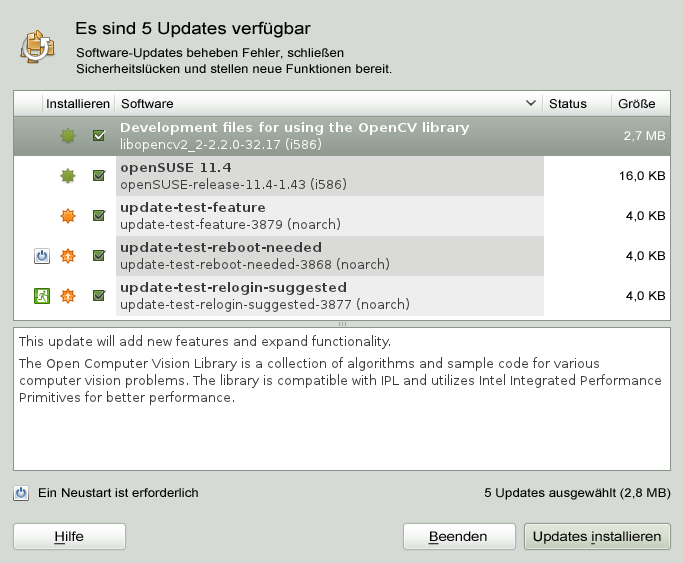 Es sind 5 Updates verfügbar
Software-Updates beheben Fehler, schließen
Sicherheitslücken und stellen neue Funktionen bereit.
Installieren Software Status Größe
Development files for using the OpenCV library
libopencv2_2-2.2.0-32.17 (i586)
2,7 MB
openSUSE 11.4
openSUSE-release-11.4-1.43 (i586)
16,0 KB
update-test-feature
update-test-feature-3879 (noarch)
4,0 KB
update-test-reboot-needed
update-test-reboot-needed-3868 (noarch)
4,0 KB
update-test-relogin-suggested
update-test-relogin-suggested-3877 (noarch)
4,0 KB
This update will add new features and expand functionality.
The Open Computer Vision Library is a collection of algorithms and sample code for various
computer vision problems. The library is compatible with IPL and utilizes Intel Integrated Performance
Primitives for better performance.
Ein Neustart ist erforderlich
5 Updates ausgewählt (2,8 MB)
Hilfe
Beenden
Updates installieren